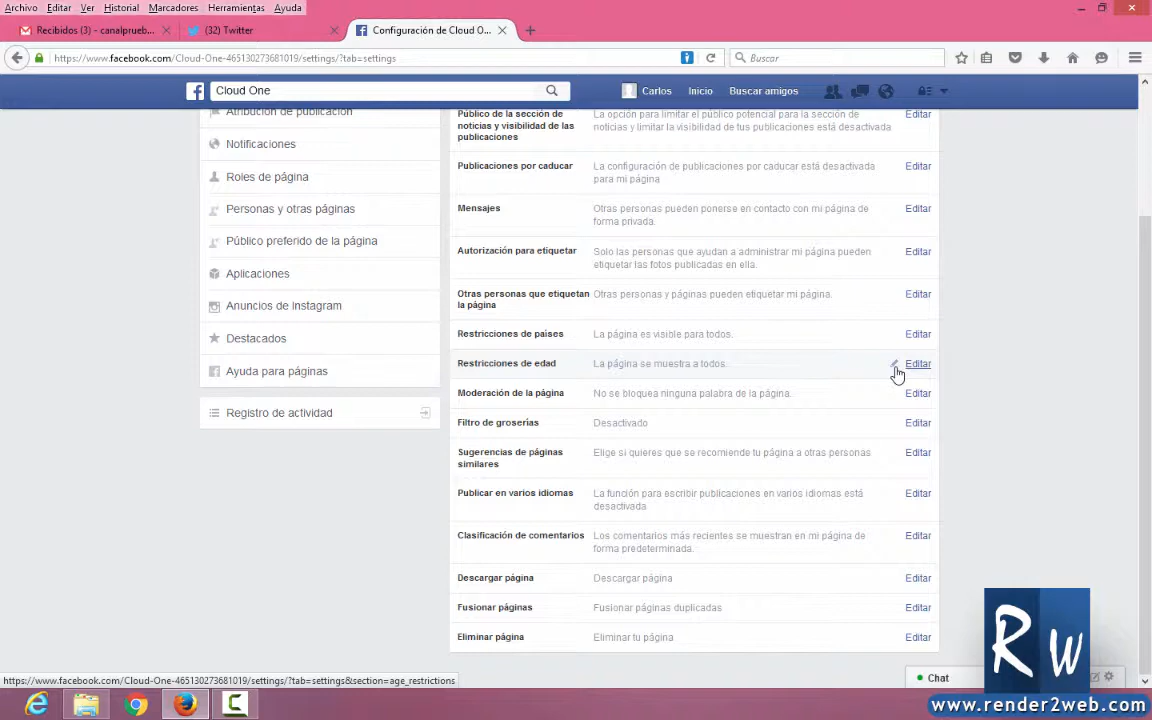 Archivo Editar Ver Historial Marcadores Herramientas Ayuda
Recibidos (3) - canalprueb...
(32) Twitter
Configuración de Cloud O...
https://www.facebook.com/Cloud-One-465130273681019/settings/?tab=settings
Buscar
Cloud One
Carlos
Inicio
Buscar amigos
Atribución de publicación
Notificaciones
Roles de página
Personas y otras páginas
Público preferido de la página
Aplicaciones
Anuncios de Instagram
Destacados
Ayuda para páginas
Registro de actividad
Público de la sección de
noticias y visibilidad de las
publicaciones
La opción para limitar el público potencial para la sección de
noticias y limitar la visibilidad de tus publicaciones está desactivada
Editar
Publicaciones por caducar
La configuración de publicaciones por caducar está desactivada
para mi página
Editar
Mensajes
Otras personas pueden ponerse en contacto con mi página de
forma privada.
Editar
Autorización para etiquetar
Solo las personas que ayudan a administrar mi página pueden
etiquetar las fotos publicadas en ella.
Editar
Otras personas que etiquetan
la página
Otras personas y páginas pueden etiquetar mi página.
Editar
Restricciones de países
La página es visible para todos.
Editar
Restricciones de edad
La página se muestra a todos.
Editar
Moderación de la página
No se bloquea ninguna palabra de la página.
Editar
Filtro de groserías
Desactivado
Editar
Sugerencias de páginas
similares
Elige si quieres que se recomiende tu página a otras personas
Editar
Publicar en varios idiomas
La función para escribir publicaciones en varios idiomas está
desactivada
Editar
Clasificación de comentarios
Los comentarios más recientes se muestran en mi página de
forma predeterminada.
Editar
Descargar página
Descargar página
Editar
Fusionar páginas
Fusionar páginas duplicadas
Editar
Eliminar página
Eliminar tu página
Editar
https://www.facebook.com/Cloud-One-465130273681019/settings/?tab=settings&section=age_restrictions
Chat
RW
www.render2web.com